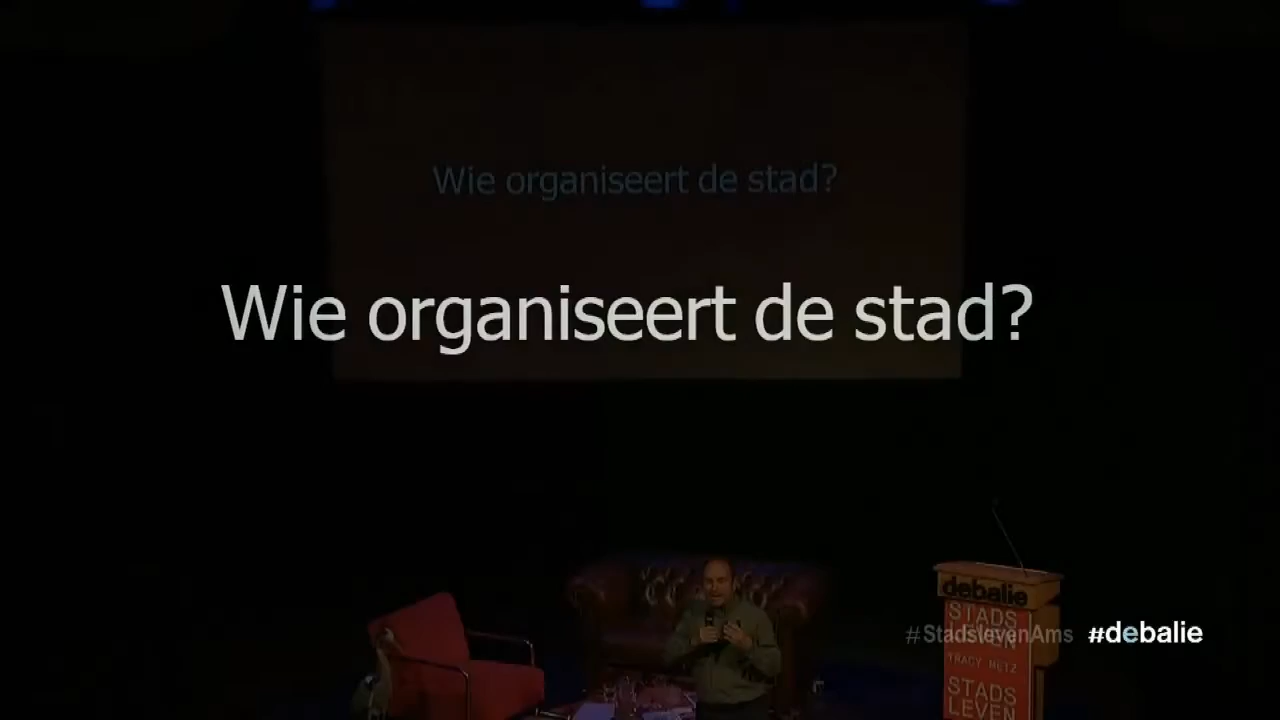 Wie organiseert de stad?
Wie organiseert de stad?
debalie
STADS
LEVEN
TRACY METZ
STADS
LEVEN
#StadslevenAms #debalie